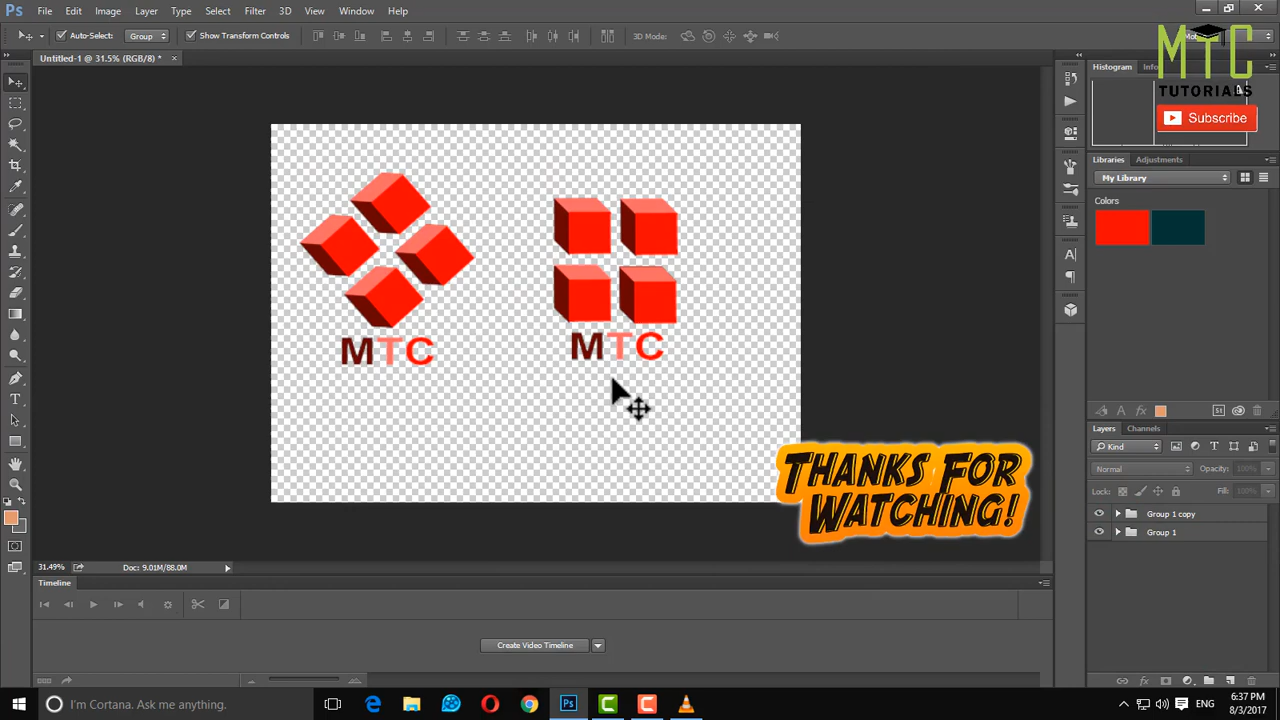 Ps File Edit Image Layer Type Select Filter 3D View Window Help
Auto-Select: Group Show Transform Controls 3D Mode:
Untitled-1 @ 31.5% (RGB/8) * ×
MTC
TUTORIALS
Subscribe
Histogram Info
Libraries Adjustments
My Library
Colors
MTC
MTC
THANKS FOR
WATCHING!
Layers Channels
Kind
Normal Opacity: 100%
Lock: Fill: 100%
Group 1 copy
Group 1
31.49% Doc: 9.01M/88.0M
Timeline
Create Video Timeline
I'm Cortana. Ask me anything.
ENG
6:37 PM
8/3/2017